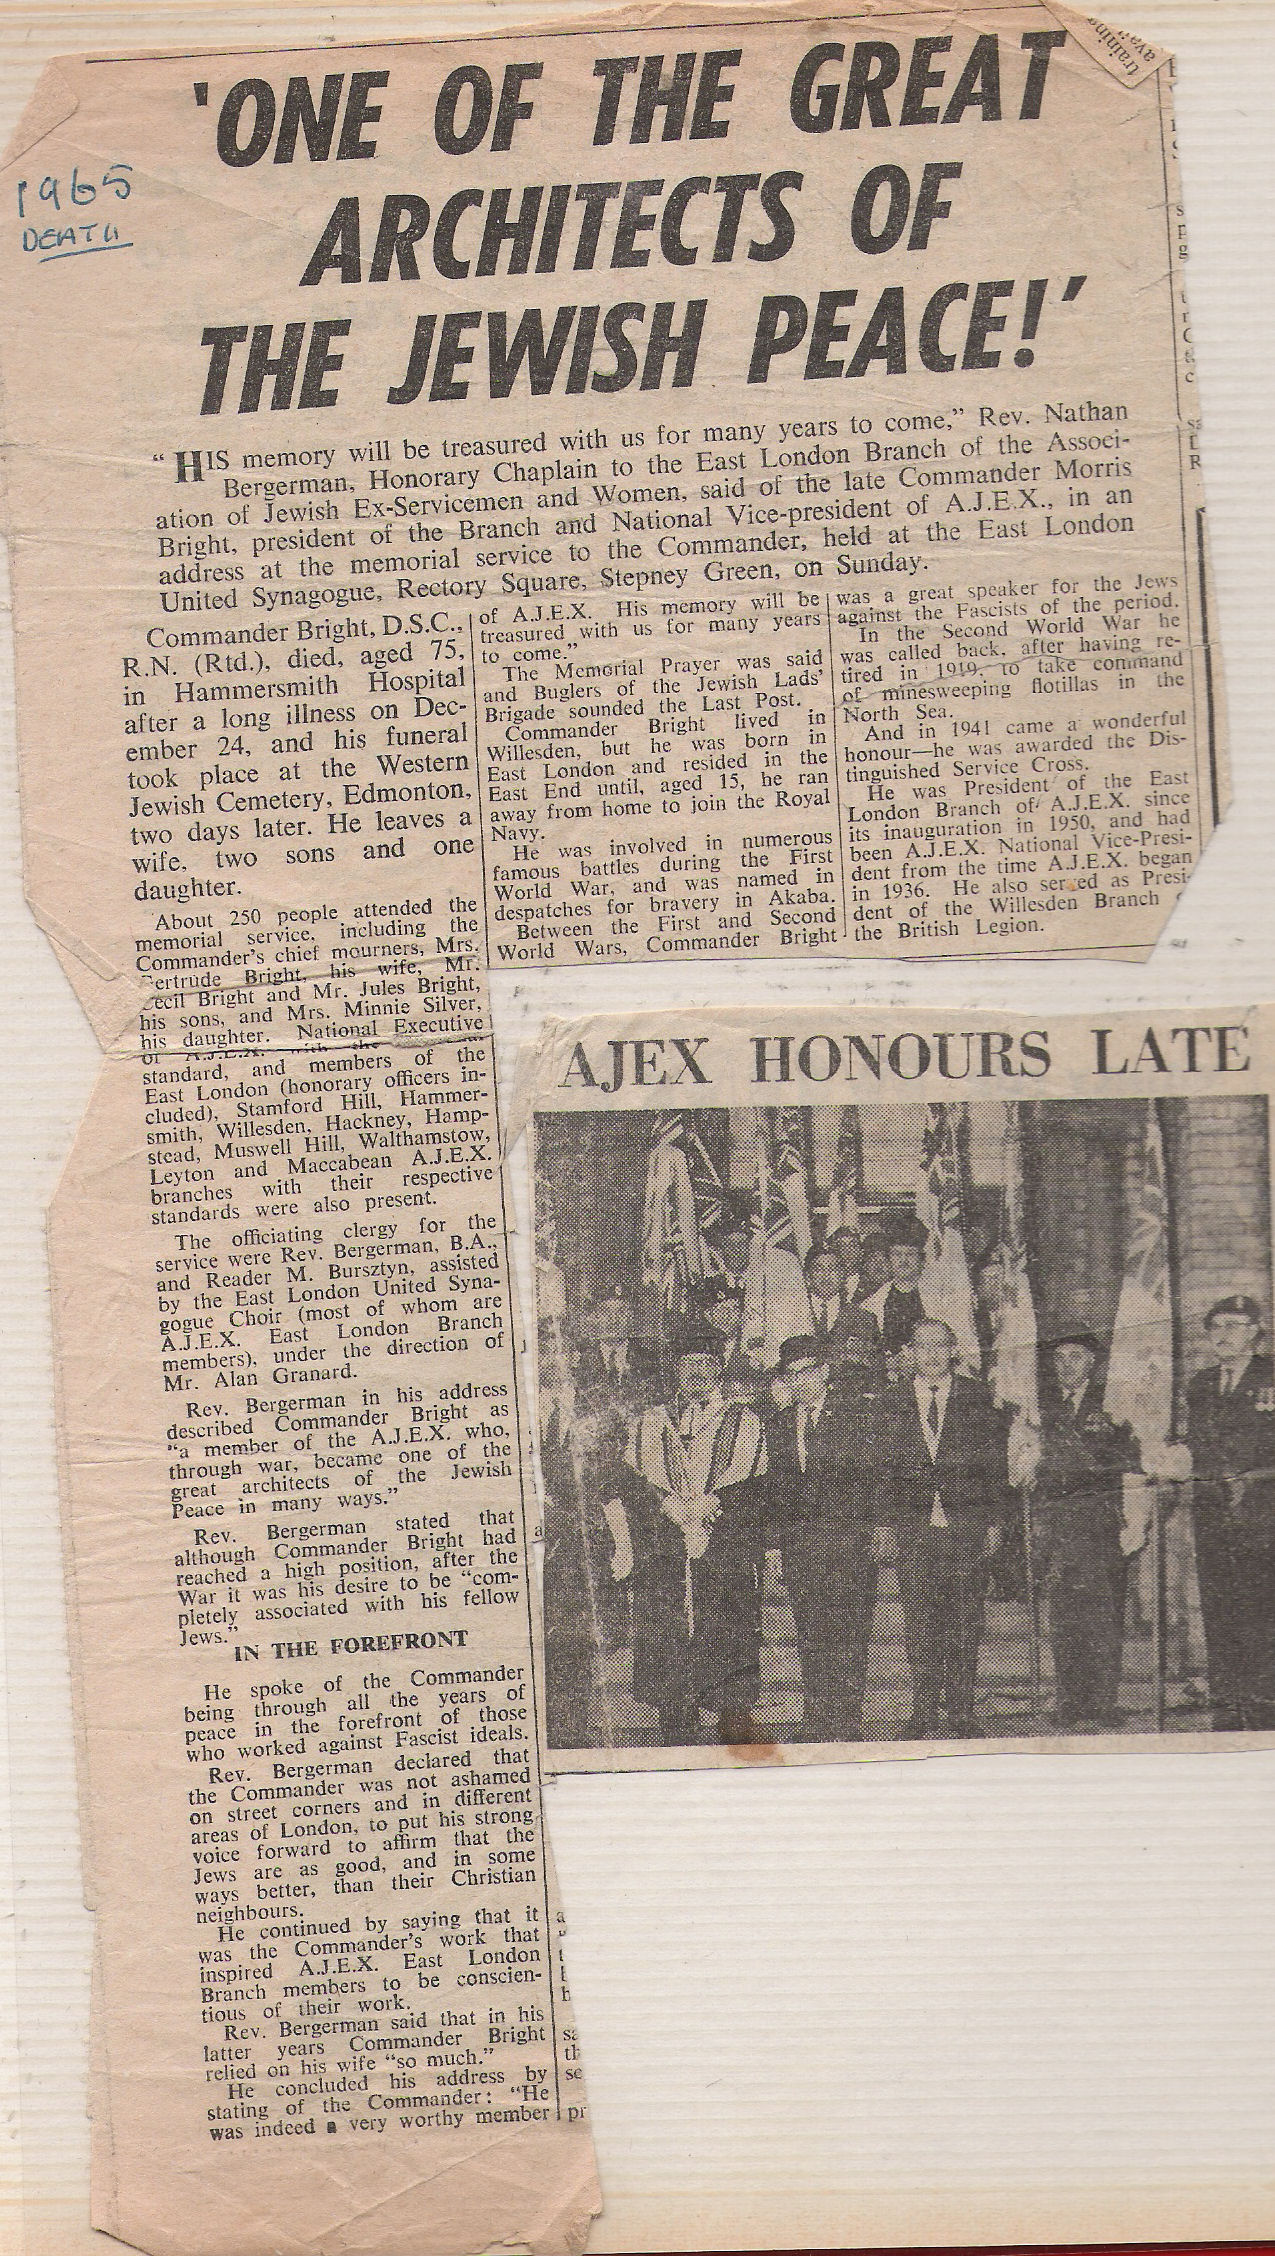 1965
DEATH
'ONE OF THE GREAT
ARCHITECTS OF
THE JEWISH PEACE!'
" HIS memory will be treasured with us for many years to come," Rev. Nathan
Bergerman, Honorary Chaplain to the East London Branch of the Associ-
ation of Jewish Ex-Servicemen and Women, said of the late Commander Morris
Bright, president of the Branch and National Vice-president of A.J.E.X., in an
address at the memorial service to the Commander, held at the East London
United Synagogue, Rectory Square, Stepney Green, on Sunday.
Commander Bright, D.S.C.,
R.N. (Rtd.), died, aged 75,
in Hammersmith Hospital
after a long illness on Dec-
ember 24, and his funeral
took place at the Western
Jewish Cemetery, Edmonton,
two days later. He leaves a
wife, two sons and one
daughter.
About 250 people attended the
memorial service, including the
Commander's chief mourners, Mrs.
Gertrude Bright, his wife, Mr.
Cecil Bright and Mr. Jules Bright,
his sons, and Mrs. Minnie Silver,
his daughter. National Executive
of A.J.E.X. with the
standard, and members of the
East London (honorary officers in-
cluded), Stamford Hill, Hammer-
smith, Willesden, Hackney, Hamp-
stead, Muswell Hill, Walthamstow,
Leyton and Maccabean A.J.E.X.
branches with their respective
standards were also present.
The officiating clergy for the
service were Rev. Bergerman, B.A.,
and Reader M. Bursztyn, assisted
by the East London United Syna-
gogue Choir (most of whom are
A.J.E.X. East London Branch
members), under the direction of
Mr. Alan Granard.
Rev. Bergerman in his address
described Commander Bright as
"a member of the A.J.E.X. who,
through war, became one of the
great architects of the Jewish
Peace in many ways."
Rev. Bergerman stated that
although Commander Bright had
reached a high position, after the
War it was his desire to be "com-
pletely associated with his fellow
Jews."
IN THE FOREFRONT
He spoke of the Commander
being through all the years of
peace in the forefront of those
who worked against Fascist ideals.
Rev. Bergerman declared that
the Commander was not ashamed
on street corners and in different
areas of London, to put his strong
voice forward to affirm that the
Jews are as good, and in some
ways better, than their Christian
neighbours.
He continued by saying that it
was the Commander's work that
inspired A.J.E.X. East London
Branch members to be conscien-
tious of their work.
Rev. Bergerman said that in his
latter years Commander Bright
relied on his wife "so much."
He concluded his address by
stating of the Commander: "He
was indeed a very worthy member
of A.J.E.X. His memory will be
treasured with us for many years
to come."
The Memorial Prayer was said
and Buglers of the Jewish Lads'
Brigade sounded the Last Post.
Commander Bright lived in
Willesden, but he was born in
East London and resided in the
East End until, aged 15, he ran
away from home to join the Royal
Navy.
He was involved in numerous
famous battles during the First
World War, and was named in
despatches for bravery in Akaba.
Between the First and Second
World Wars, Commander Bright
was a great speaker for the Jews
against the Fascists of the period.
In the Second World War he
was called back, after having re-
tired in 1919, to take command
of minesweeping flotillas in the
North Sea.
And in 1941 came a wonderful
honour—he was awarded the Dis-
tinguished Service Cross.
He was President of the East
London Branch of A.J.E.X. since
its inauguration in 1950, and had
been A.J.E.X. National Vice-Presi-
dent from the time A.J.E.X. began
in 1936. He also served as Presi-
dent of the Willesden Branch
the British Legion.
AJEX HONOURS LATE
training